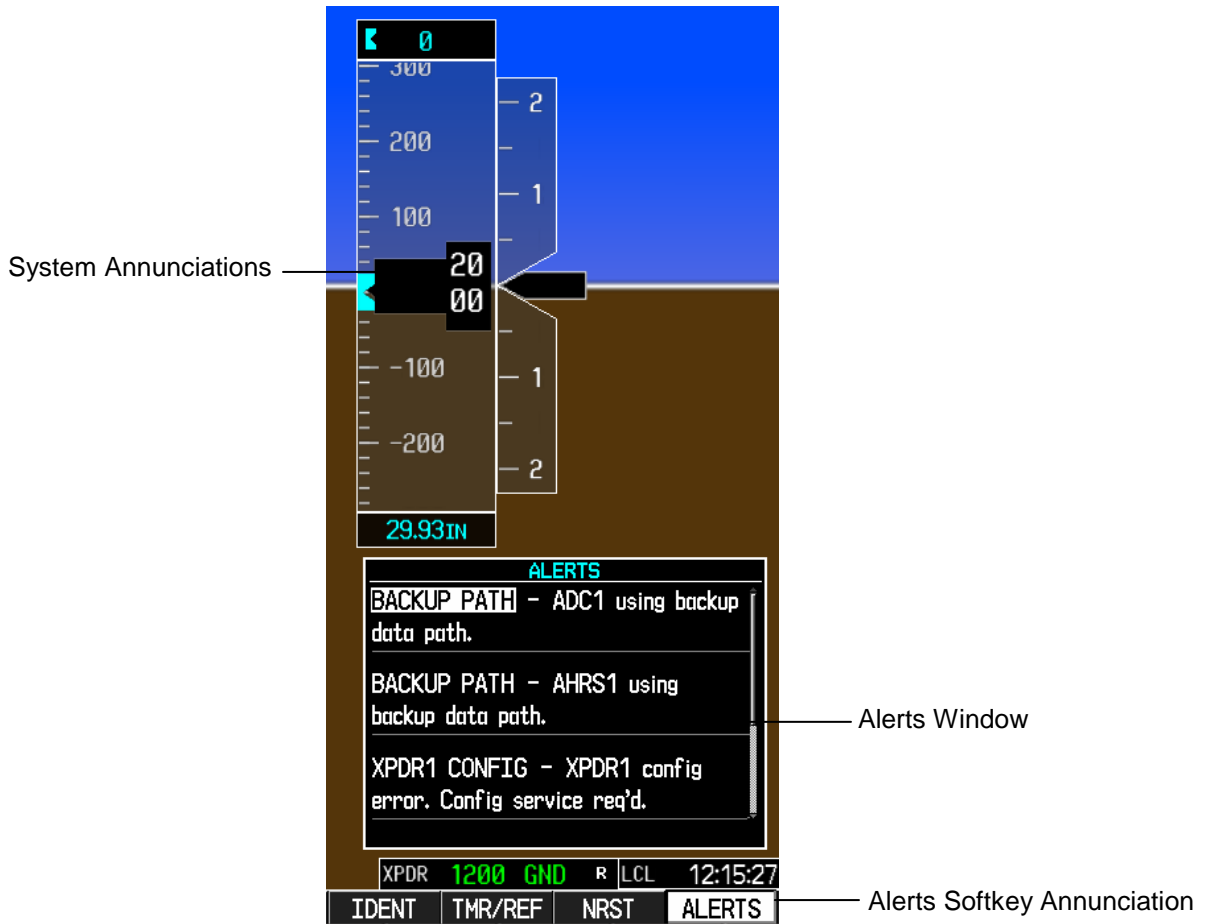 0
300
200
100
20
00
-100
-200
2
1
1
2
29.93IN
System Annunciations
ALERTS
BACKUP PATH - ADC1 using backup
data path.
BACKUP PATH - AHRS1 using
backup data path.
XPDR1 CONFIG - XPDR1 config
error. Config service req'd.
Alerts Window
XPDR 1200 GND R LCL 12:15:27
IDENT TMR/REF NRST ALERTS
Alerts Softkey Annunciation